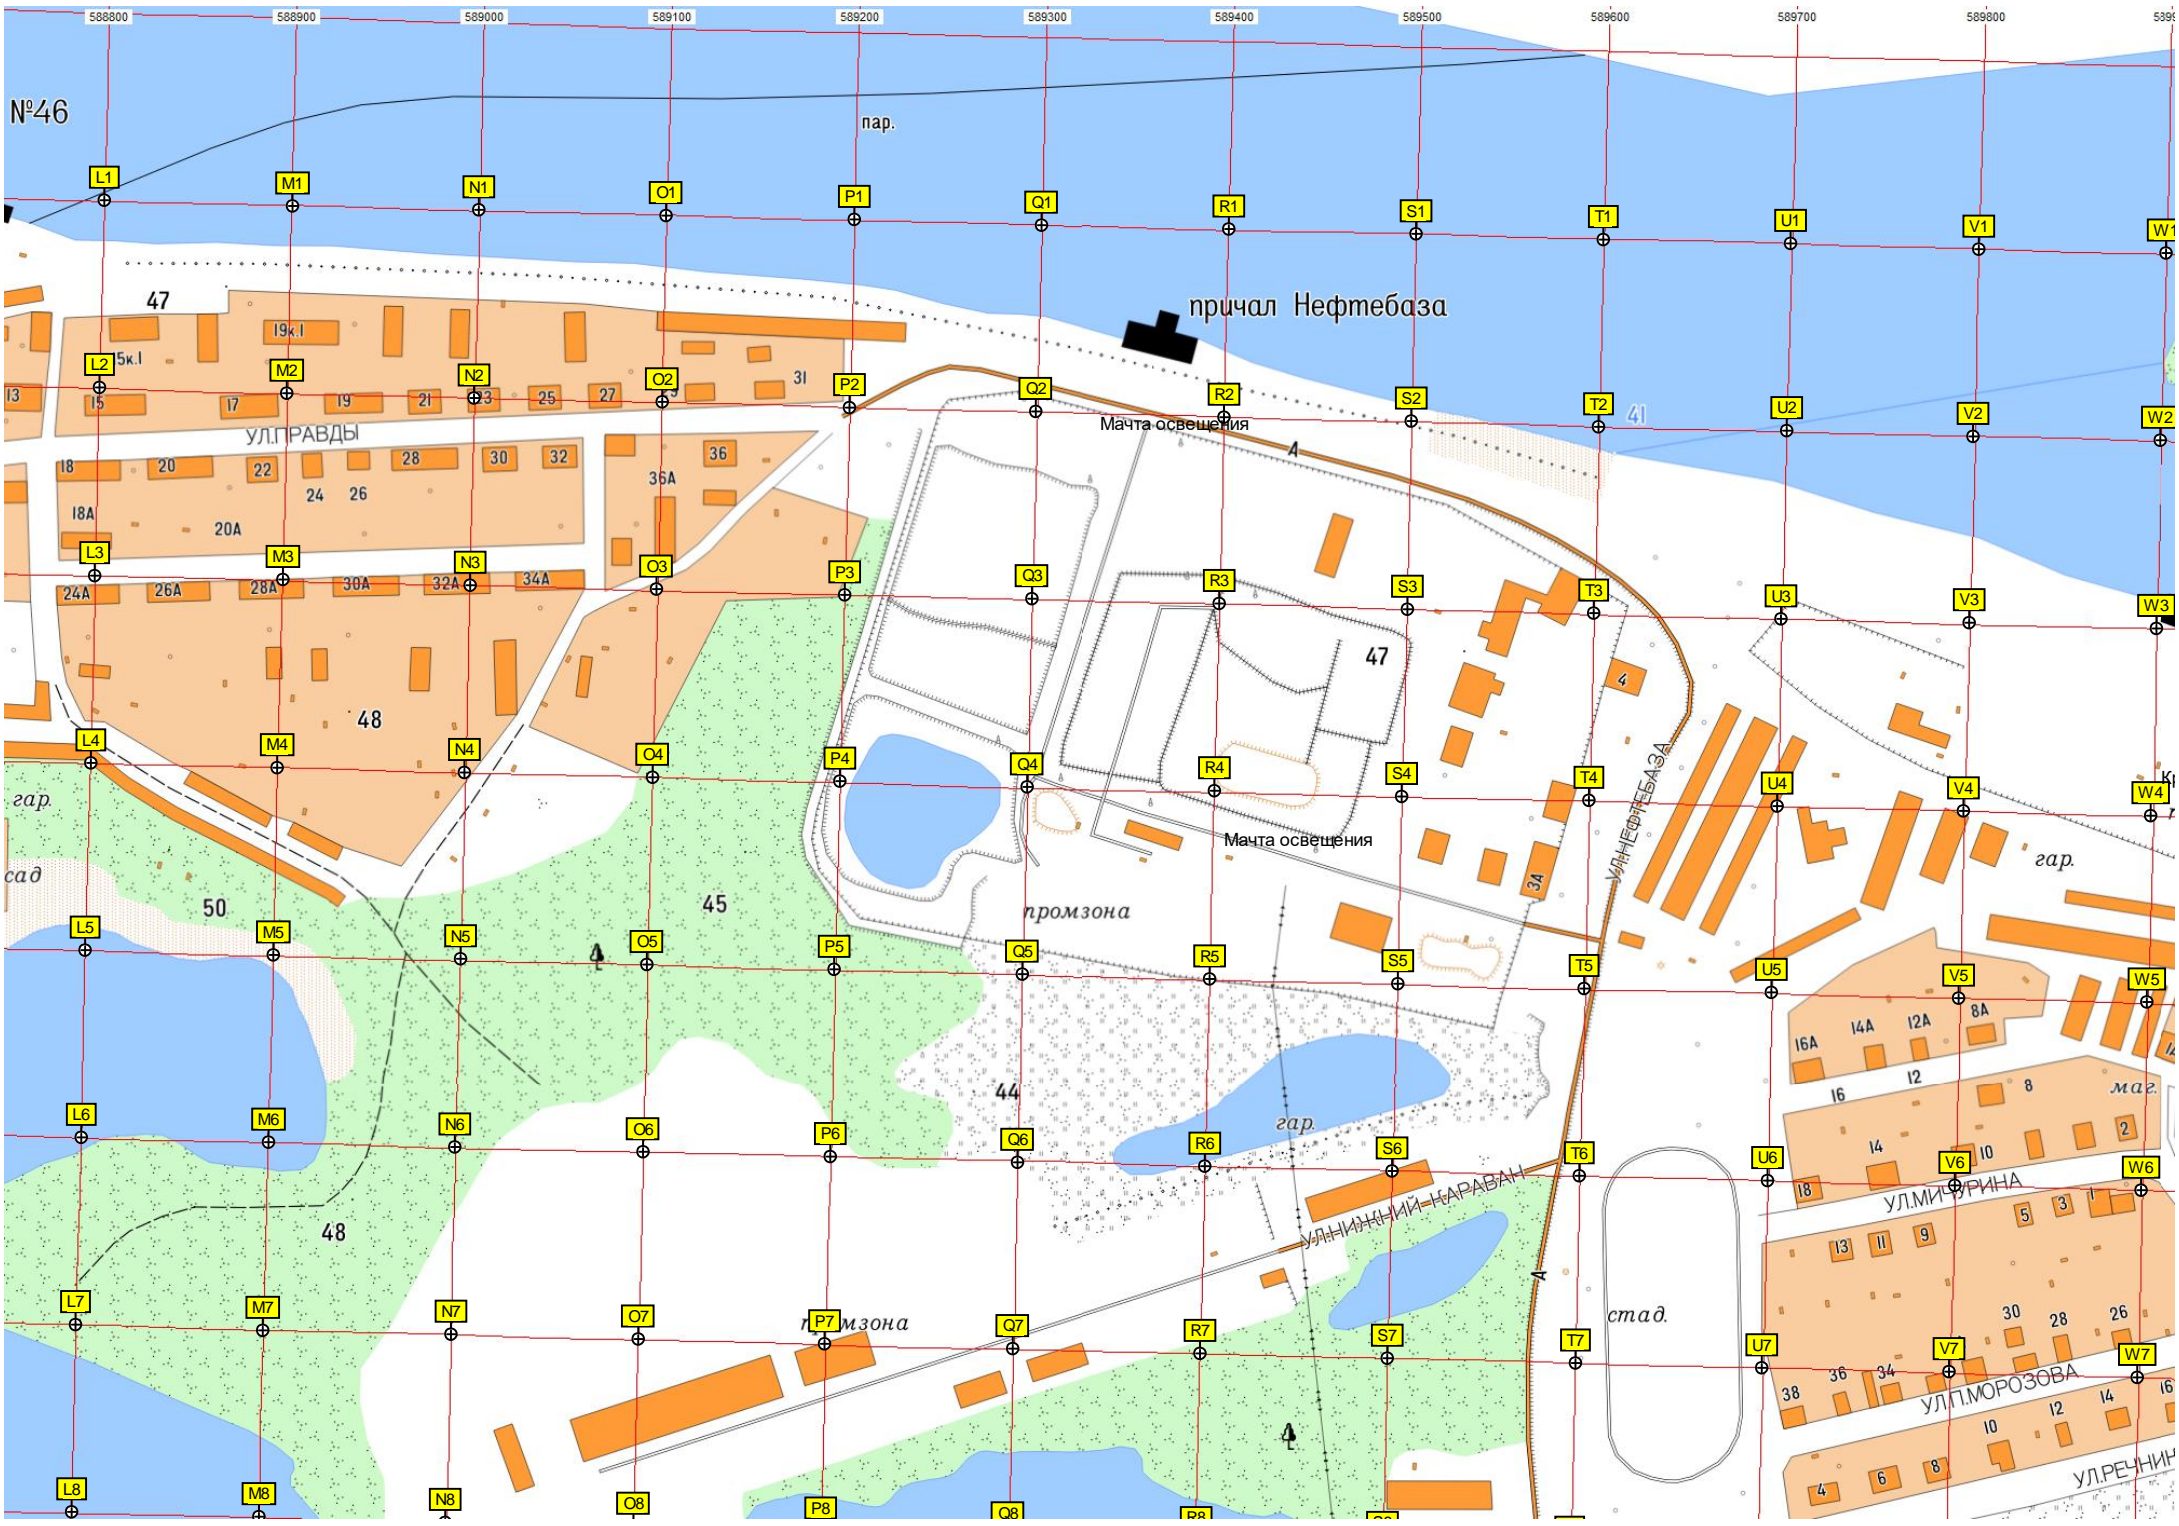 588800 588900 589000 589100 589200 589300 589400 589500 589600 589700 589800
№46
пар.
L1 M1 N1 O1 P1 Q1 R1 S1 T1 U1 V1 W1
47
причал Нефтебаза
19к.1
5к.1
L2 M2 N2 O2 P2 Q2 R2 S2 T2 U2 V2 W2
31
41
13 15 17 19 21 23 25 27
Мачта освещения
УЛ.ПРАВДЫ
А
18 20 22 28 30 32 36
24 26 36А
18А
20А
L3 M3 N3 O3 P3 Q3 R3 S3 T3 U3 V3 W3
24А 26А 28А 30А 32А 34А
47
4
48
L4 M4 N4 O4 P4 Q4 R4 S4 T4 U4 V4 W4
УЛ.НЕФТЕБАЗА
гар.
Мачта освещения
гар.
сад
3А
50
45
промзона
L5 M5 N5 O5 P5 Q5 R5 S5 T5 U5 V5 W5
16А 14А 12А 8А
44
16 12 8 маг.
гар.
L6 M6 N6 O6 P6 Q6 R6 S6 T6 U6 V6 W6
14 10 2
18
УЛ.МИЧУРИНА
УЛ.НИЖНИЙ КАРАВАН
48
13 11 9 5 3 1
А
L7 M7 N7 O7 P7 Q7 R7 S7 T7 U7 V7 W7
мзона
стад.
30 28 26
38 36 34
УЛ.П.МОРОЗОВА
10 12 14 16
4 6 8
УЛ.РЕЧНИ
L8 M8 N8 O8 P8 Q8 R8